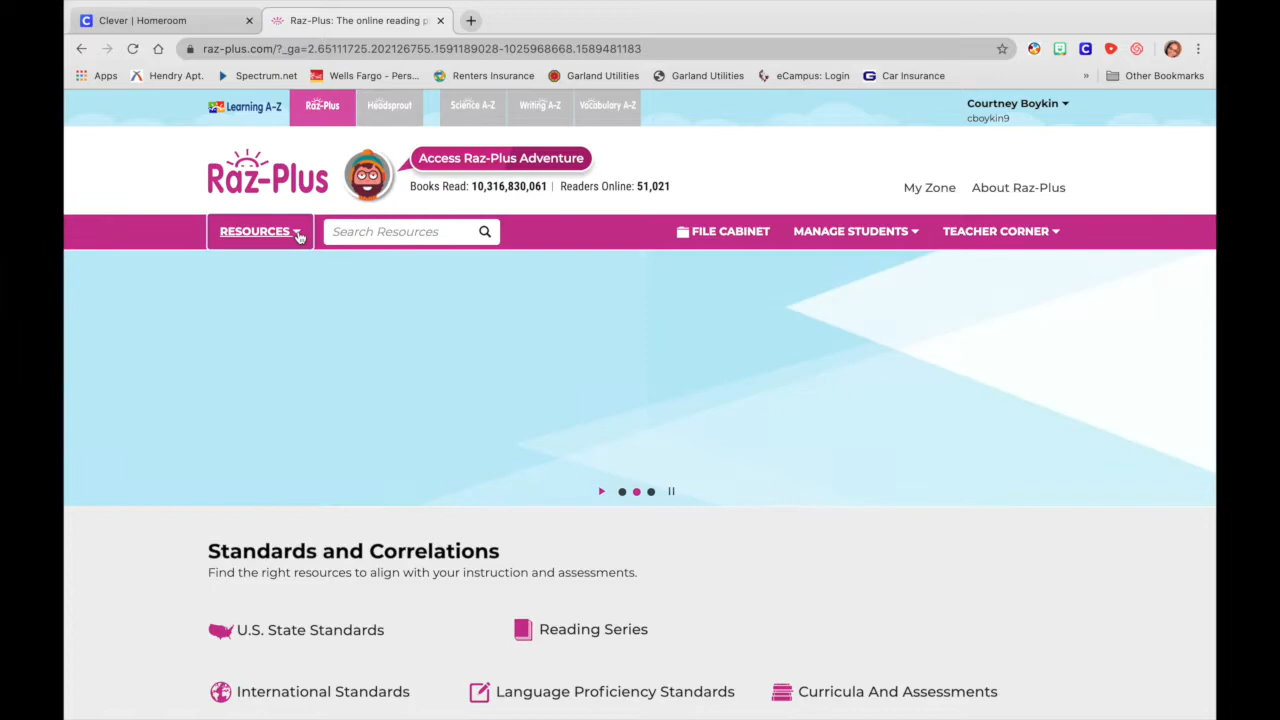 Clever | Homeroom
Raz-Plus: The online reading p
raz-plus.com/?_ga=2.65111725.202126755.1591189028-1025968668.1589481183
Apps Hendry Apt. Spectrum.net Wells Fargo - Pers... Renters Insurance Garland Utilities Garland Utilities eCampus: Login Car Insurance » Other Bookmarks
Learning A-Z Raz-Plus Headsprout Science A-Z Writing A-Z Vocabulary A-Z
Courtney Boykin
cboykin9
Raz-Plus
Access Raz-Plus Adventure
Books Read: 10,316,830,061 | Readers Online: 51,021
My Zone About Raz-Plus
RESOURCES Search Resources FILE CABINET MANAGE STUDENTS TEACHER CORNER
Standards and Correlations
Find the right resources to align with your instruction and assessments.
U.S. State Standards Reading Series
International Standards Language Proficiency Standards Curricula And Assessments